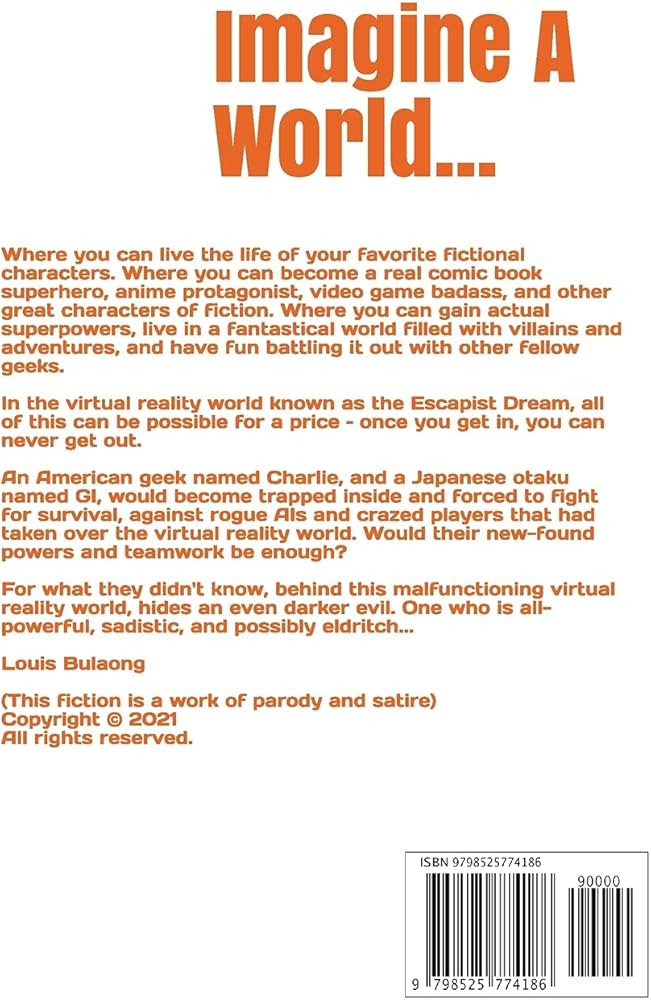 Imagine A
World...
Where you can live the life of your favorite fictional
characters. Where you can become a real comic book
superhero, anime protagonist, video game badass, and other
great characters of fiction. Where you can gain actual
superpowers, live in a fantastical world filled with villains and
adventures, and have fun battling it out with other fellow
geeks.
In the virtual reality world known as the Escapist Dream, all
of this can be possible for a price - once you get in, you can
never get out.
An American geek named Charlie, and a Japanese otaku
named GI, would become trapped inside and forced to fight
for survival, against rogue AIs and crazed players that had
taken over the virtual reality world. Would their new-found
powers and teamwork be enough?
For what they didn't know, behind this malfunctioning virtual
reality world, hides an even darker evil. One who is all-
powerful, sadistic, and possibly eldritch...
Louis Bulaong
(This fiction is a work of parody and satire)
Copyright © 2021
All rights reserved.
ISBN 9798525774186
90000
9 798525 774186